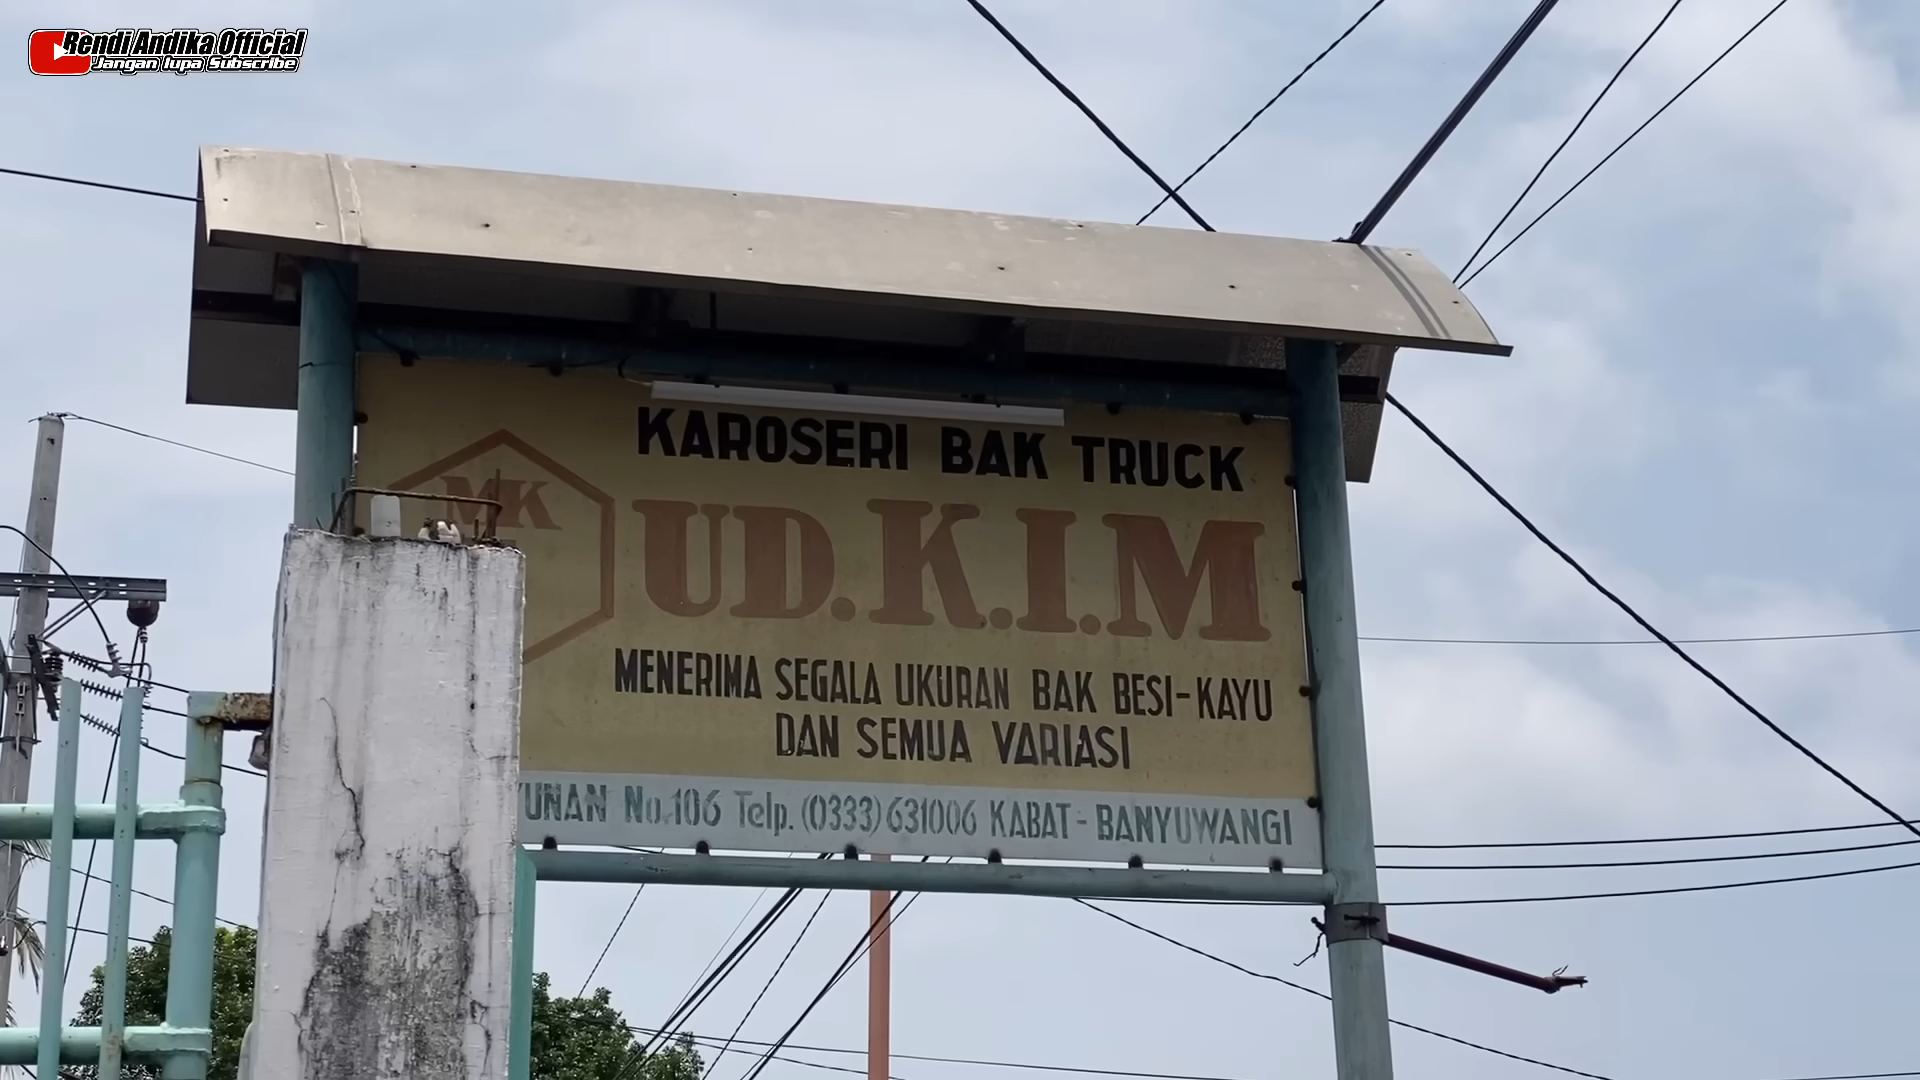 Rendi Andika Official
Jangan lupa Subscribe
KAROSERI BAK TRUCK
MK
UD.K.I.M
MENERIMA SEGALA UKURAN BAK BESI-KAYU
DAN SEMUA VARIASI
No.106 Telp. (0333) 631006 KABAT - BANYUWANGI